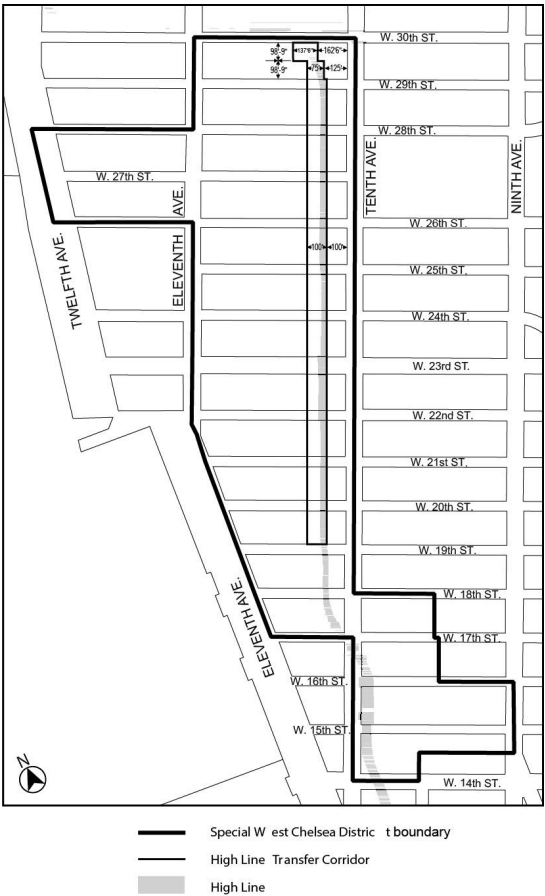 W. 30th ST.
98'-9"
137'6"
162'6"
98'-9"
75'
125'
W. 29th ST.
W. 28th ST.
W. 27th ST.
AVE.
TENTH AVE.
NINTH AVE.
W. 26th ST.
TWELFTH AVE.
ELEVENTH
100'
100'
W. 25th ST.
W. 24th ST.
W. 23rd ST.
W. 22nd ST.
W. 21st ST.
W. 20th ST.
W. 19th ST.
W. 18th ST.
ELEVENTH AVE.
W. 17th ST.
W. 16th ST.
W. 15th ST.
N
W. 14th ST.
Special W est Chelsea Distric t boundary
High Line Transfer Corridor
High Line